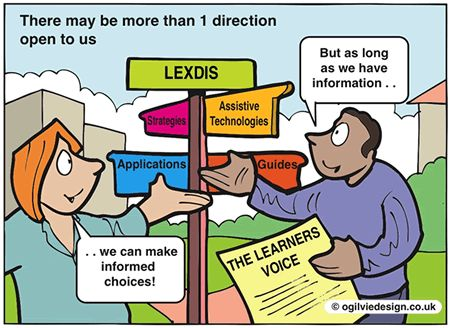 There may be more than 1 direction
open to us
LEXDIS
But as long
as we have
information . .
Strategies
Assistive
Technologies
Applications
Guides
. . we can make
informed
choices!
THE LEARNERS
VOICE
© ogilviedesign.co.uk